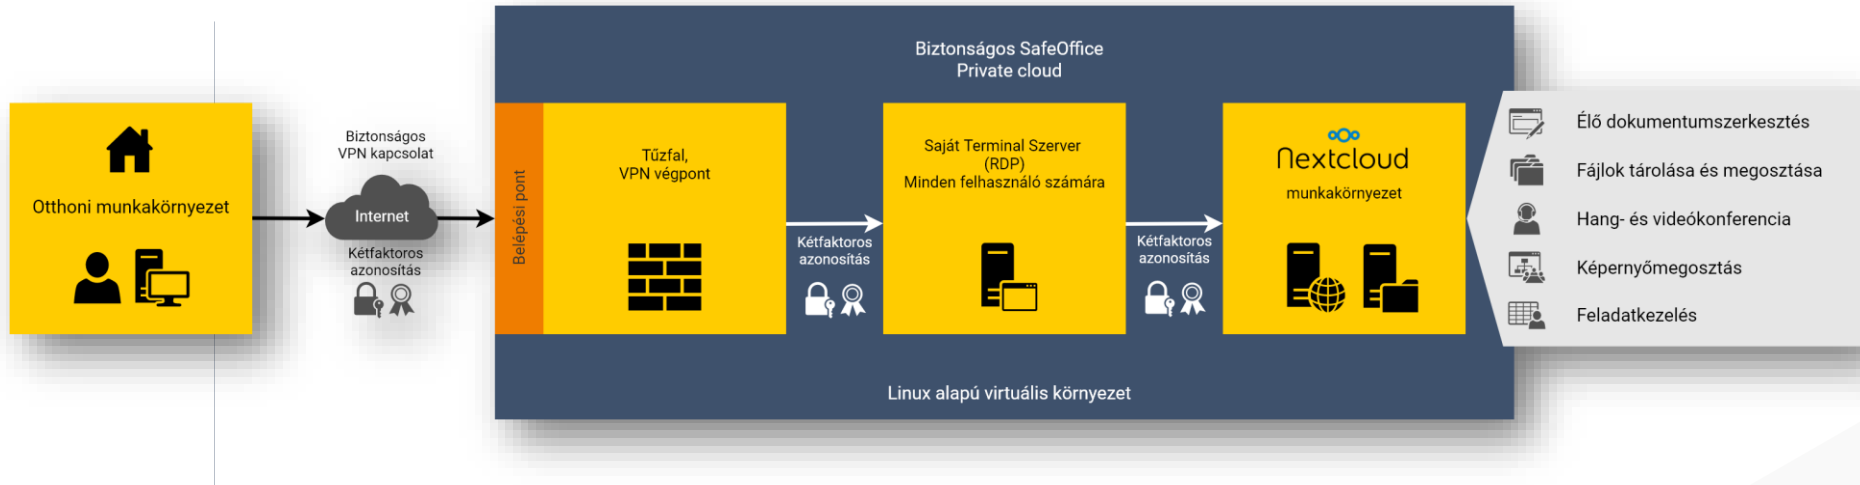 Biztonságos SafeOffice
Private cloud
Otthoni munkakörnyezet
Biztonságos
VPN kapcsolat
Internet
Kétfaktoros
azonosítás
Belépési pont
Tűzfal,
VPN végpont
Kétfaktoros
azonosítás
Saját Terminal Szerver
(RDP)
Minden felhasználó számára
Kétfaktoros
azonosítás
Nextcloud
munkakörnyezet
Élő dokumentumszerkesztés
Fájlok tárolása és megosztása
Hang- és videókonferencia
Képernyőmegosztás
Feladatkezelés
Linux alapú virtuális környezet